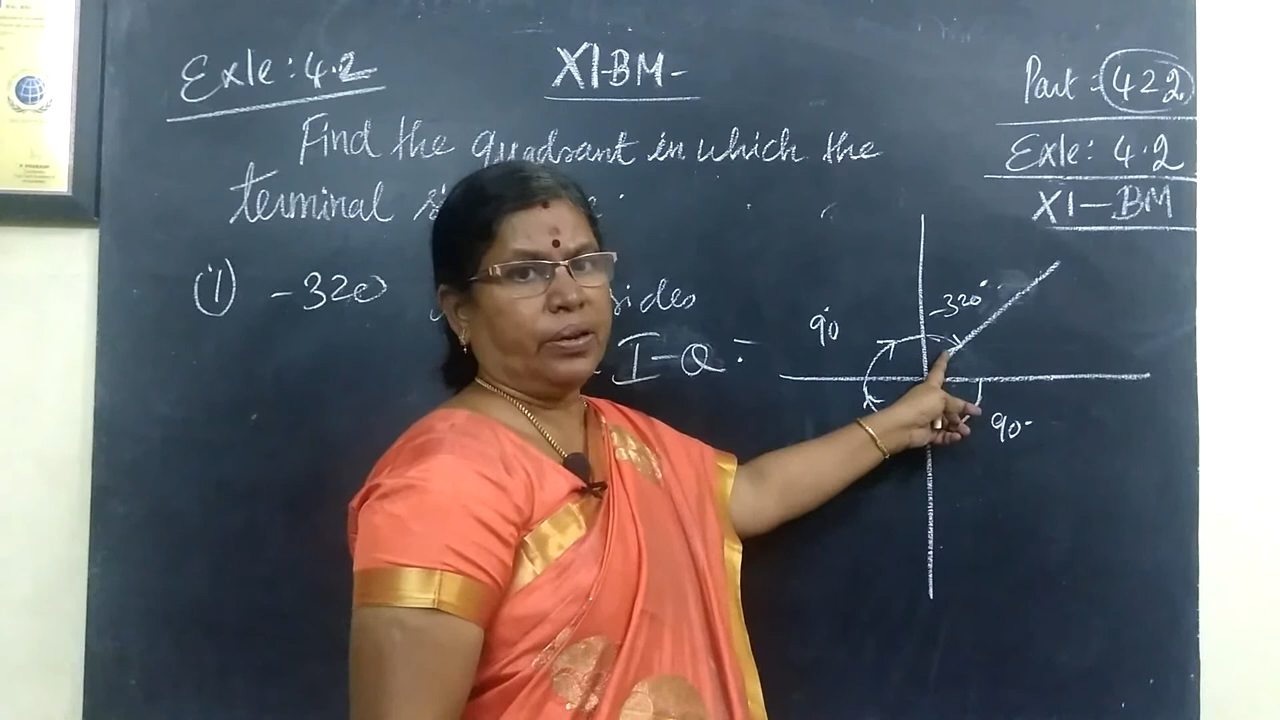 Exle: 4.2
XI-BM-
Part: 422
Exle: 4.2
XI-BM
Find the quadrant in which the
terminal
(i) -320
sides
I-Q-
-320°
90
90-